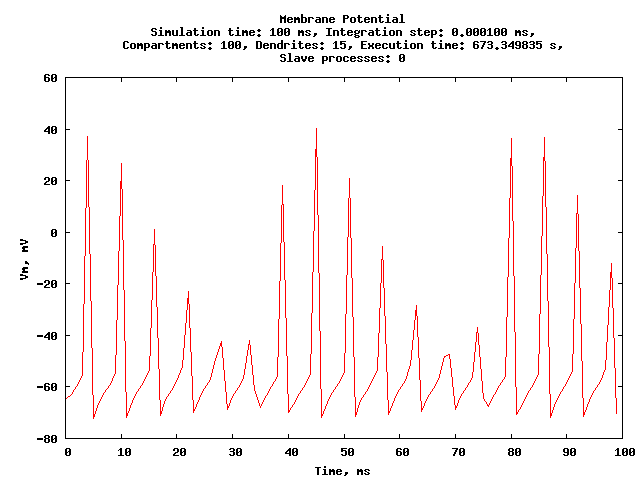 Membrane Potential
Simulation time: 100 ms, Integration step: 0.000100 ms,
Compartments: 100, Dendrites: 15, Execution time: 673.349835 s,
Slave processes: 0
60
40
20
0
-20
-40
-60
-80
Vm, mV
0 10 20 30 40 50 60 70 80 90 100
Time, ms